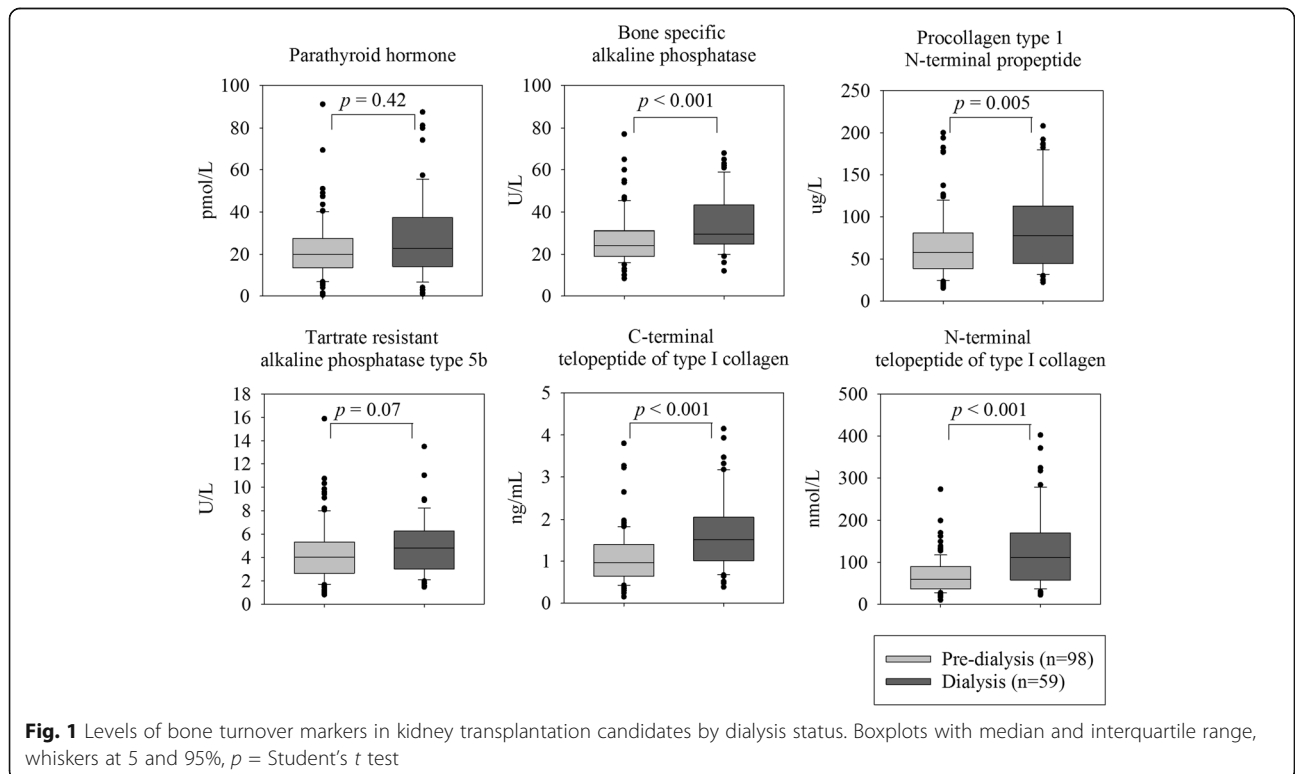 Parathyroid hormone
100
80
60
40
20
0
pmol/L
p = 0.42
Bone specific
alkaline phosphatase
100
80
60
40
20
0
U/L
p < 0.001
Procollagen type 1
N-terminal propeptide
250
200
150
100
50
0
ug/L
p = 0.005
Tartrate resistant
alkaline phosphatase type 5b
18
16
14
12
10
8
6
4
2
0
U/L
p = 0.07
C-terminal
telopeptide of type I collagen
5
4
3
2
1
0
ng/mL
p < 0.001
N-terminal
telopeptide of type I collagen
500
400
300
200
100
0
nmol/L
p < 0.001
Pre-dialysis (n=98)
Dialysis (n=59)
Fig. 1 Levels of bone turnover markers in kidney transplantation candidates by dialysis status. Boxplots with median and interquartile range,
whiskers at 5 and 95%, p = Student's t test